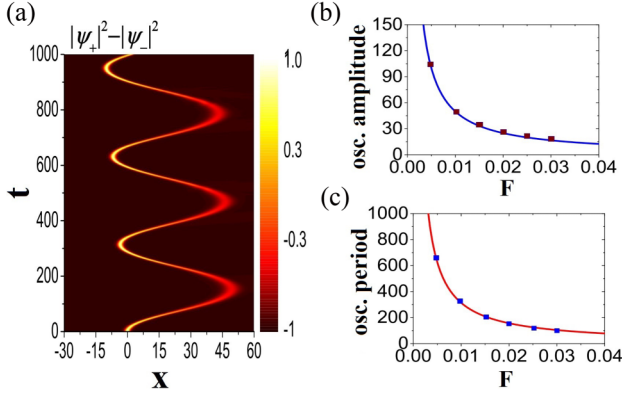 (a)
|ψ₊|²−|ψ₋|²
1000
800
600
400
200
0
t
-30 -15 0 15 30 45 60
x
1.0
0.3
-0.3
-1
(b)
150
120
90
60
30
0
osc. amplitude
0.00 0.01 0.02 0.03 0.04
F
(c)
1000
800
600
400
200
0
osc. period
0.00 0.01 0.02 0.03 0.04
F